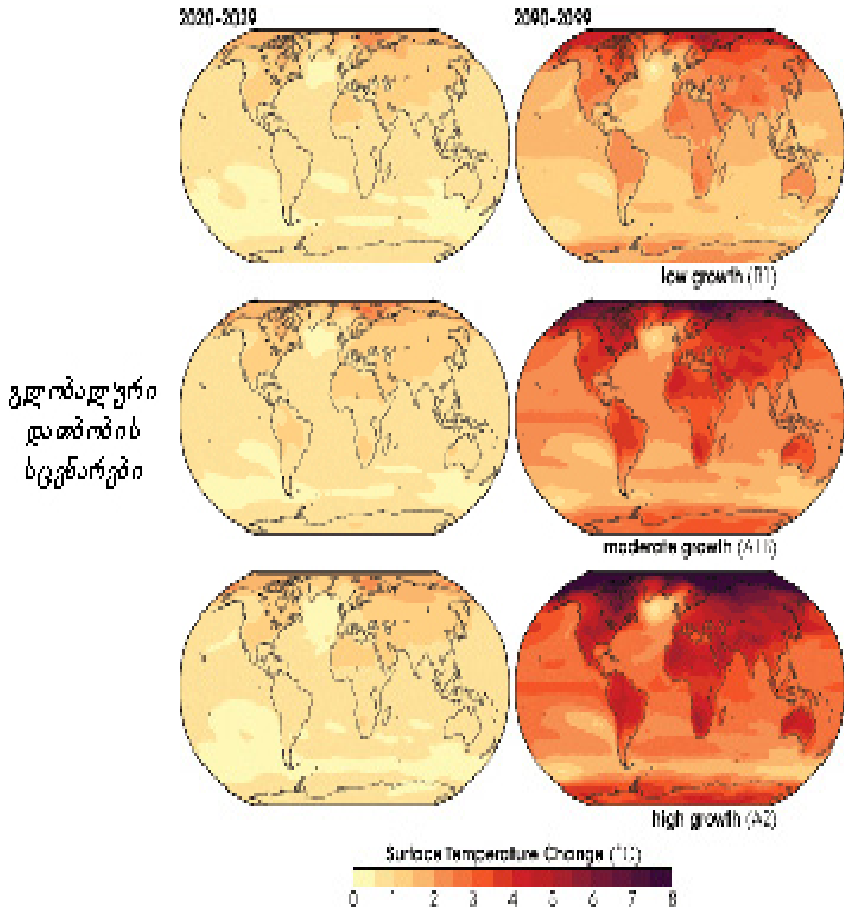 2020-2029 2090-2099
low growth (B1)
გლობალური
დათბობის
სცენარები
moderate growth (A1B)
high growth (A2)
Surface Temperature Change (°C)
0 1 2 3 4 5 6 7 8